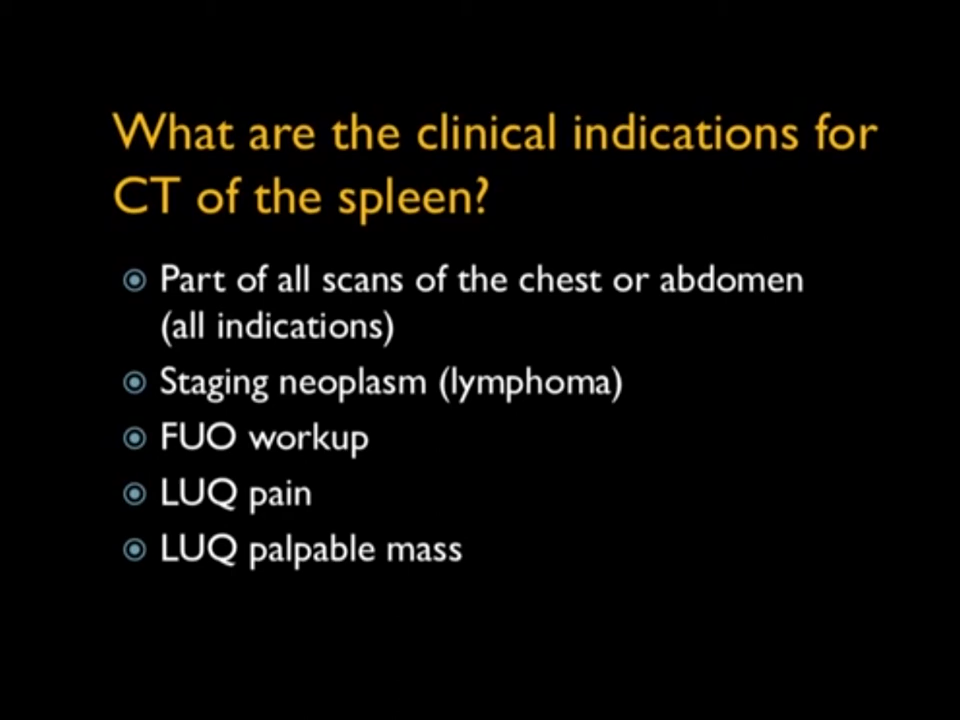 What are the clinical indications for
CT of the spleen?
Part of all scans of the chest or abdomen
(all indications)
Staging neoplasm (lymphoma)
FUO workup
LUQ pain
LUQ palpable mass